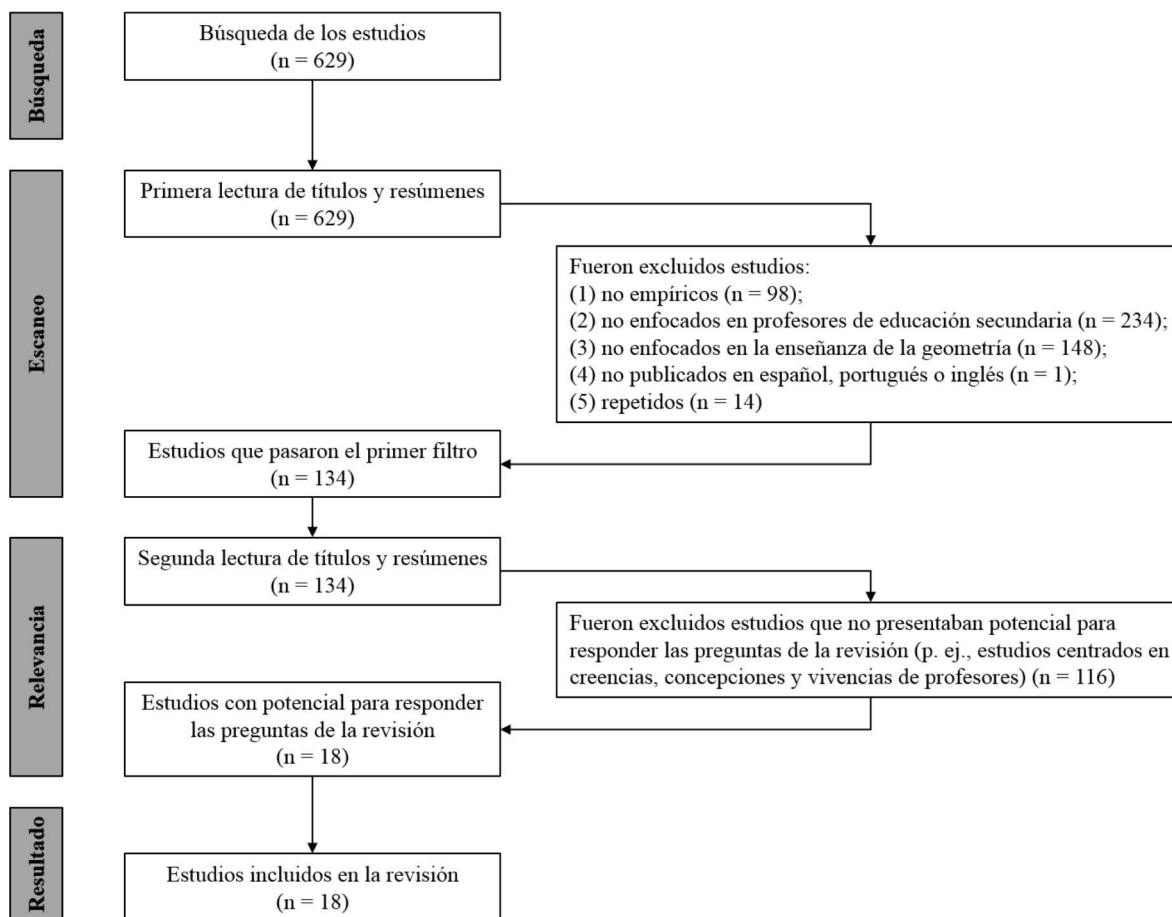 Búsqueda
Búsqueda de los estudios
(n = 629)
Escaneo
Primera lectura de títulos y resúmenes
(n = 629)
Fueron excluidos estudios:
(1) no empíricos (n = 98);
(2) no enfocados en profesores de educación secundaria (n = 234);
(3) no enfocados en la enseñanza de la geometría (n = 148);
(4) no publicados en español, portugués o inglés (n = 1);
(5) repetidos (n = 14)
Estudios que pasaron el primer filtro
(n = 134)
Relevancia
Segunda lectura de títulos y resúmenes
(n = 134)
Fueron excluidos estudios que no presentaban potencial para
responder las preguntas de la revisión (p. ej., estudios centrados en
creencias, concepciones y vivencias de profesores) (n = 116)
Estudios con potencial para responder
las preguntas de la revisión
(n = 18)
Resultado
Estudios incluidos en la revisión
(n = 18)